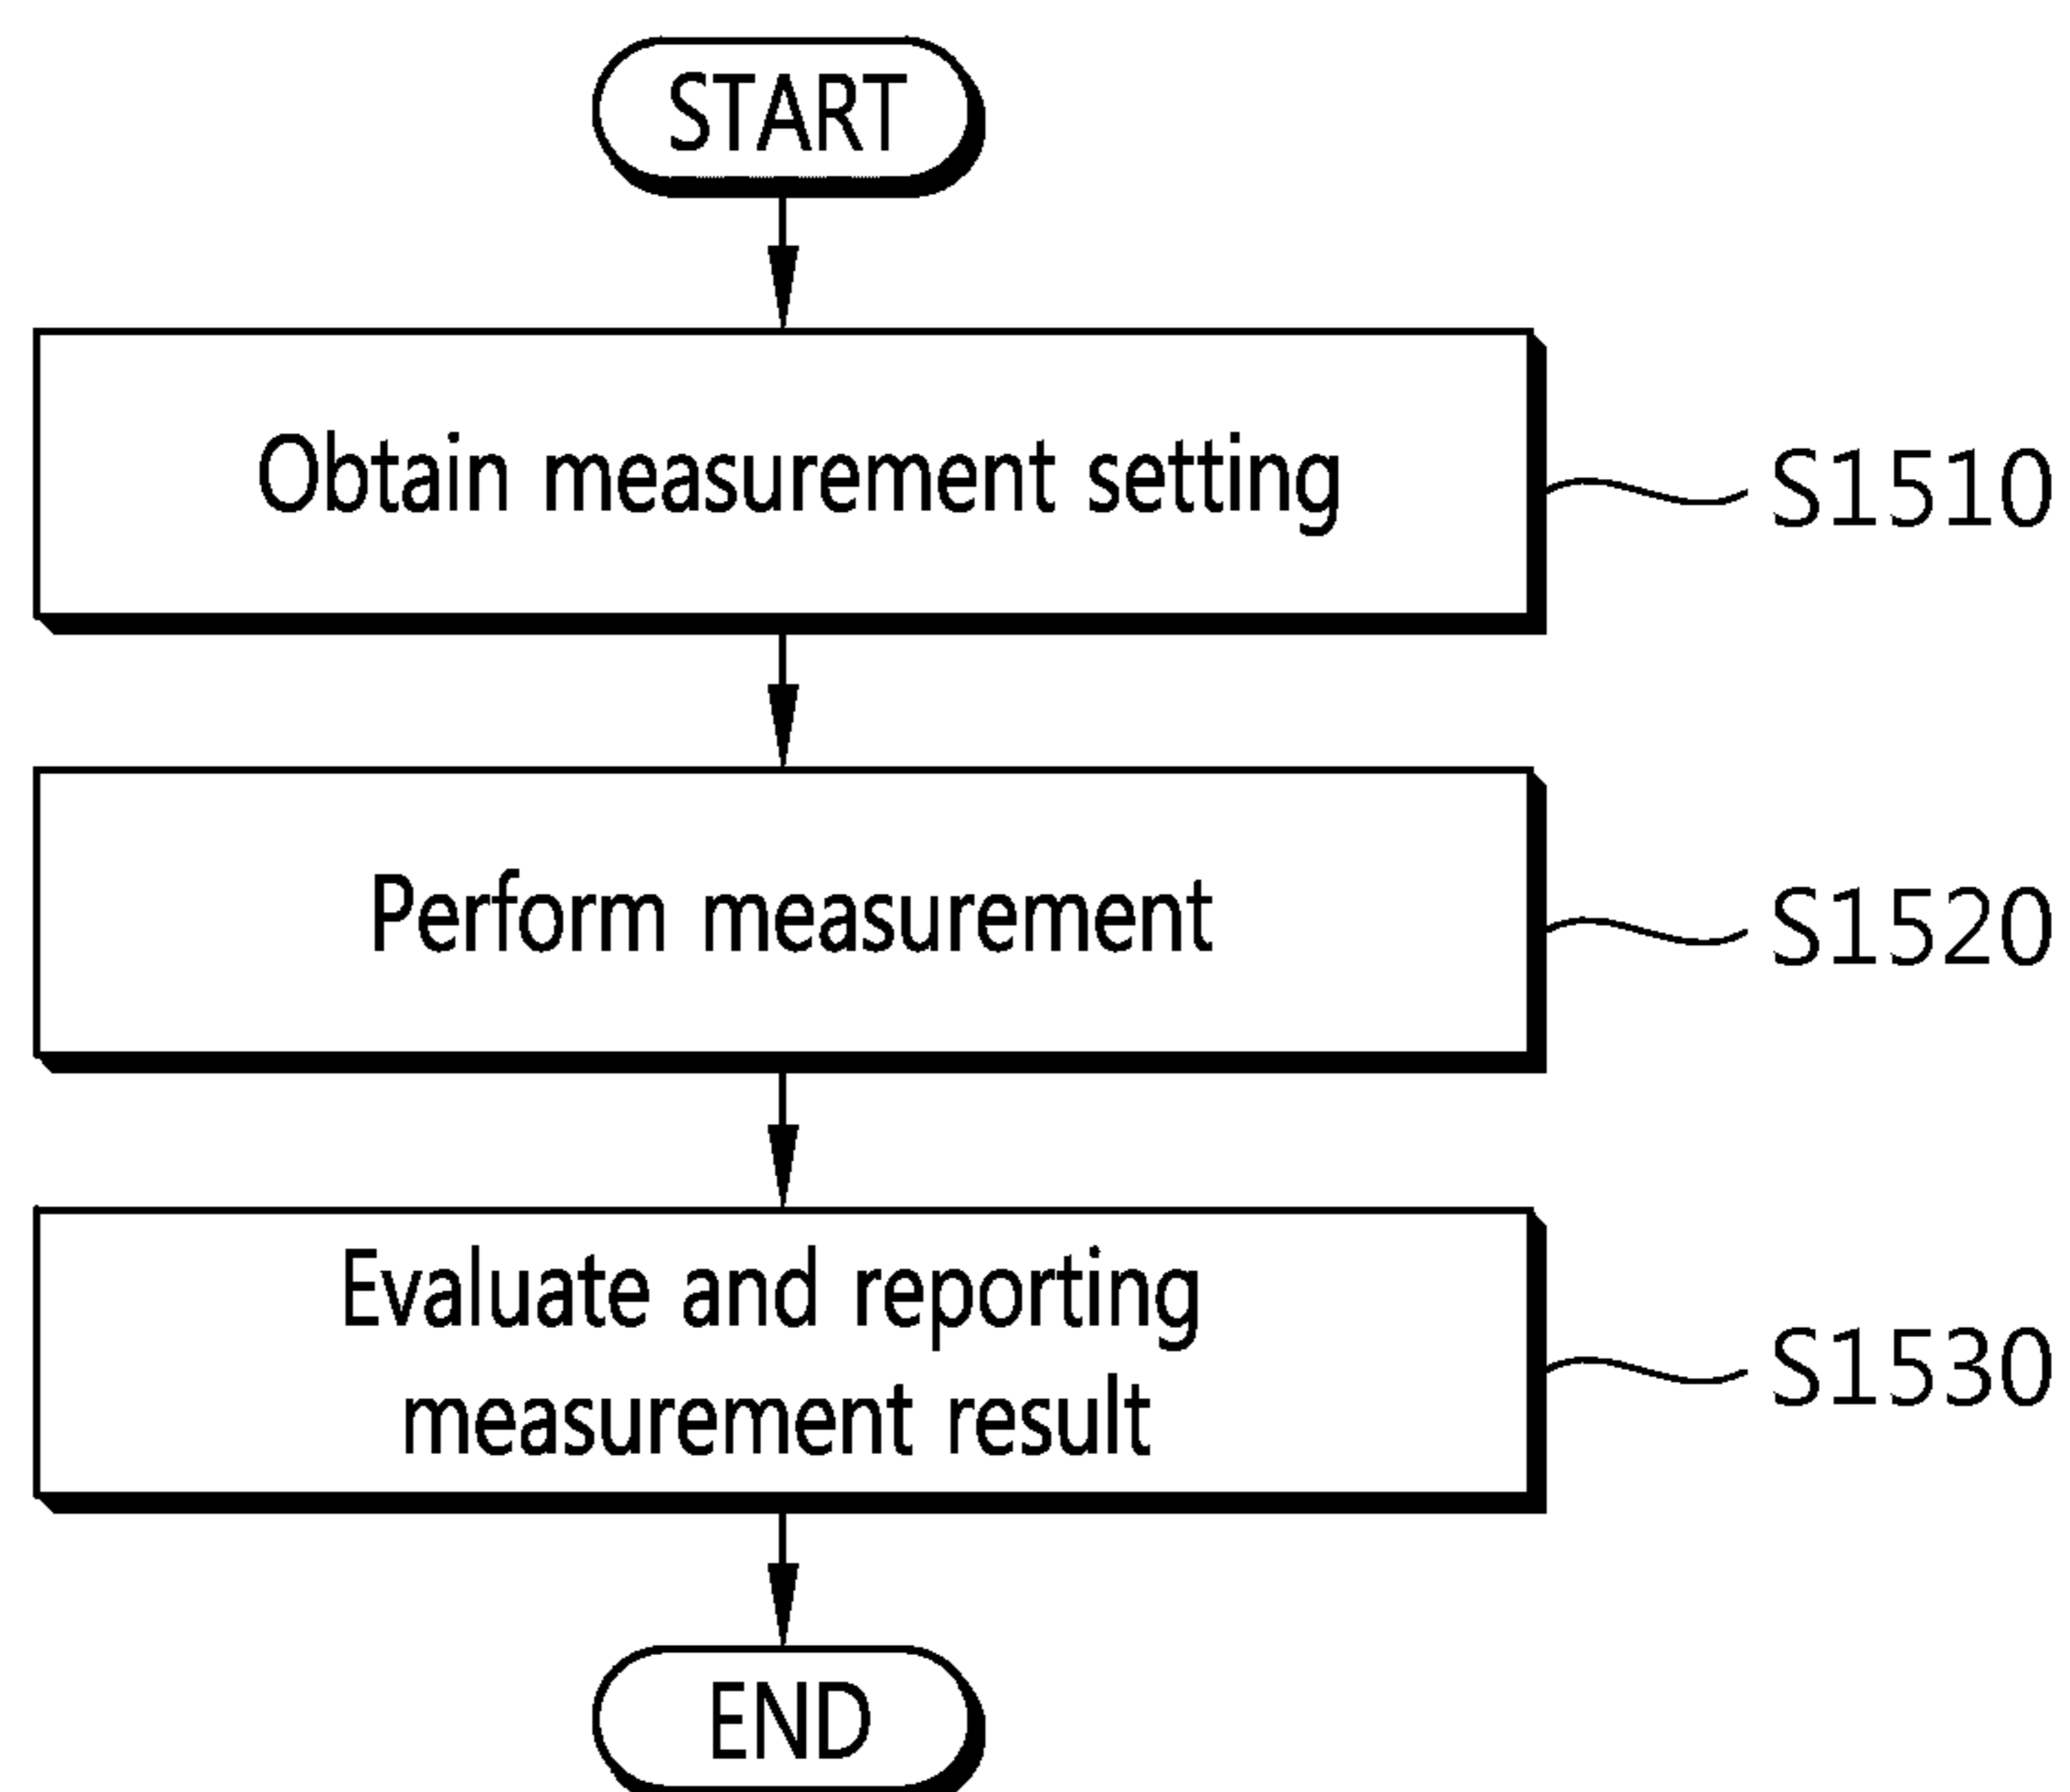 START
Obtain measurement setting
S1510
Perform measurement
S1520
Evaluate and reporting
measurement result
S1530
END